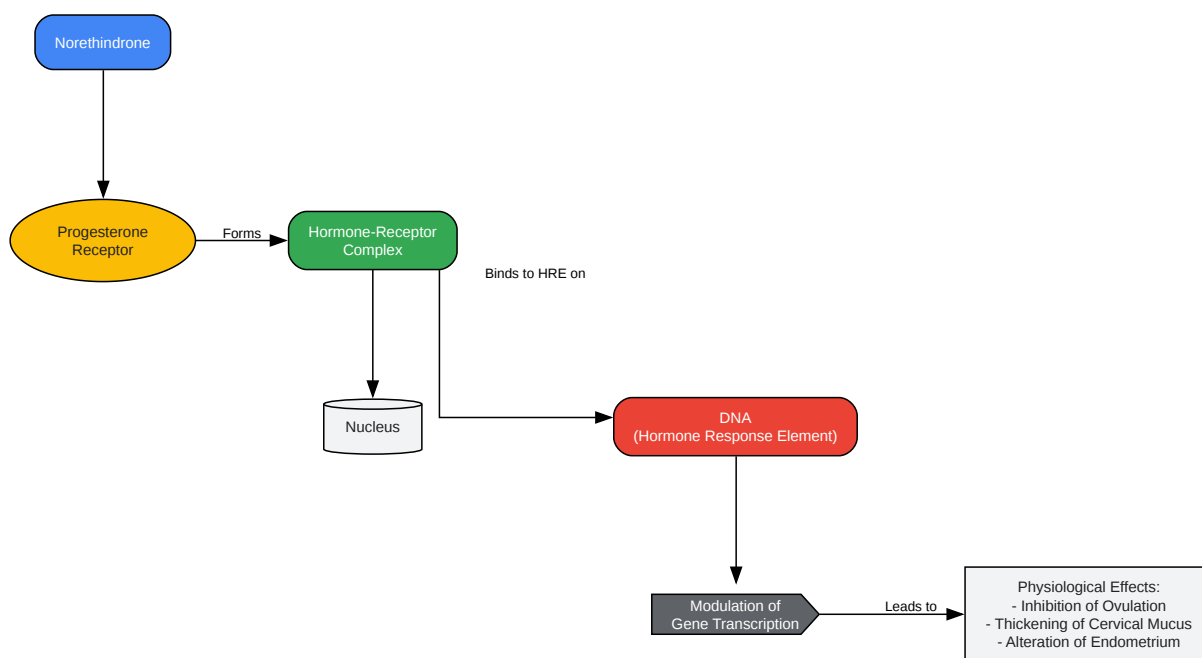 Norethindrone
Progesterone
Receptor
Forms
Hormone-Receptor
Complex
Binds to HRE on
Nucleus
DNA
(Hormone Response Element)
Modulation of
Gene Transcription
Leads to
Physiological Effects:
- Inhibition of Ovulation
- Thickening of Cervical Mucus
- Alteration of Endometrium